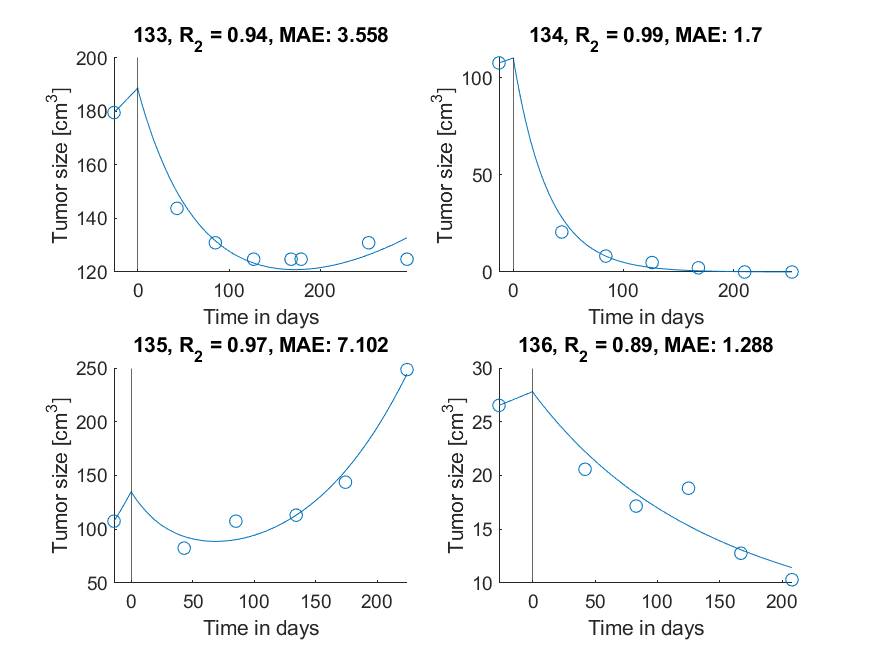 133, R2 = 0.94, MAE: 3.558
200
180
160
140
120
Tumor size [cm3]
0
100
200
Time in days
134, R2 = 0.99, MAE: 1.7
100
50
0
Tumor size [cm3]
0
100
200
Time in days
135, R2 = 0.97, MAE: 7.102
250
200
150
100
50
Tumor size [cm3]
0
50
100
150
200
Time in days
136, R2 = 0.89, MAE: 1.288
30
25
20
15
10
Tumor size [cm3]
0
50
100
150
200
Time in days